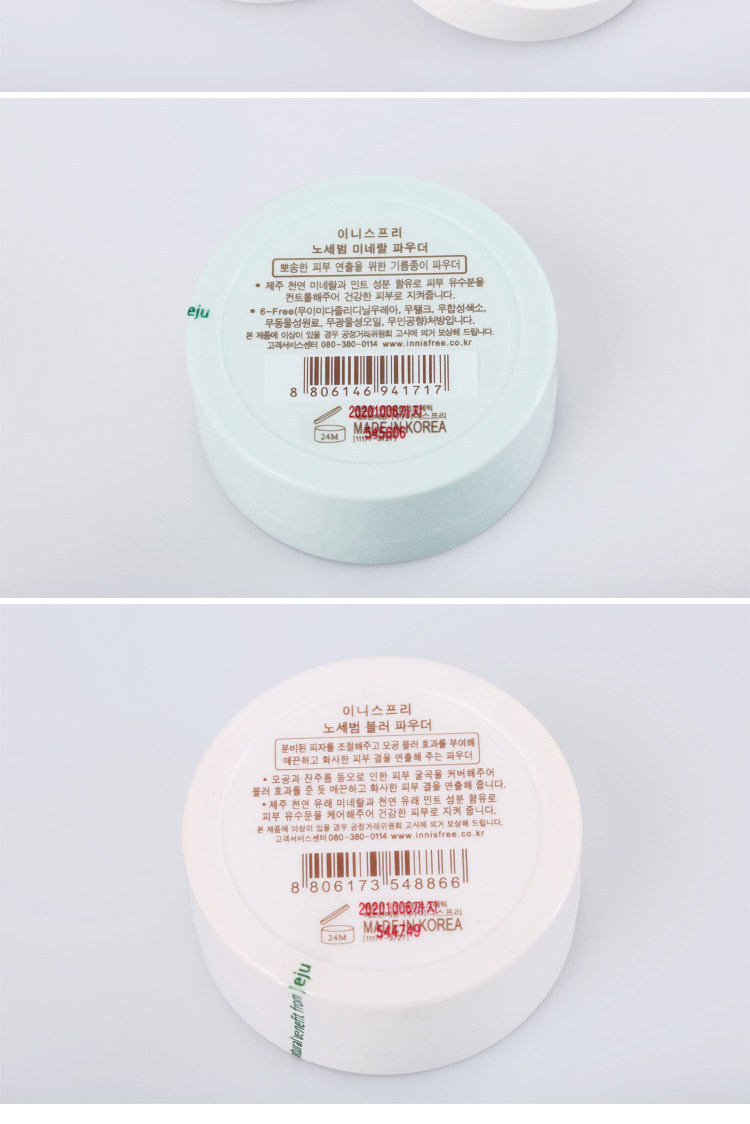 이니스프리
노세범 미네랄 파우더
뽀송한 피부 연출을 위한 기름종이 파우더
• 제주 천연 미네랄과 민트 성분 함유로 피부 유수분을
컨트롤해주어 건강한 피부로 지켜줍니다.
• 6-Free(무이미다졸리디닐우레아, 무탤크, 무합성색소,
무동물성원료, 무광물성오일, 무인공향)처방입니다.
본 제품에 이상이 있을 경우 공정거래위원회 고시에 의거 보상해 드립니다.
고객서비스센터 080-380-0114 www.innisfree.co.kr
eju
8 806146 941717
20201006까지
24M
MADE IN KOREA
545606
이니스프리
노세범 블러 파우더
분비된 피지를 조절해주고 모공 블러 효과를 부여해
매끈하고 화사한 피부 결을 연출해 주는 파우더
• 모공과 잔주름 등으로 인한 피부 굴곡을 커버해주어
블러 효과를 준 듯 매끈하고 화사한 피부 결을 연출해 줍니다.
• 제주 천연 유래 미네랄과 천연 유래 민트 성분 함유로
피부 유수분을 케어해주어 건강한 피부로 지켜 줍니다.
본 제품에 이상이 있을 경우 공정거래위원회 고시에 의거 보상해 드립니다.
고객서비스센터 080-380-0114 www.innisfree.co.kr
8 806173 548866
20201006까지
24M
MADE IN KOREA
544749
natural benefit from jeju